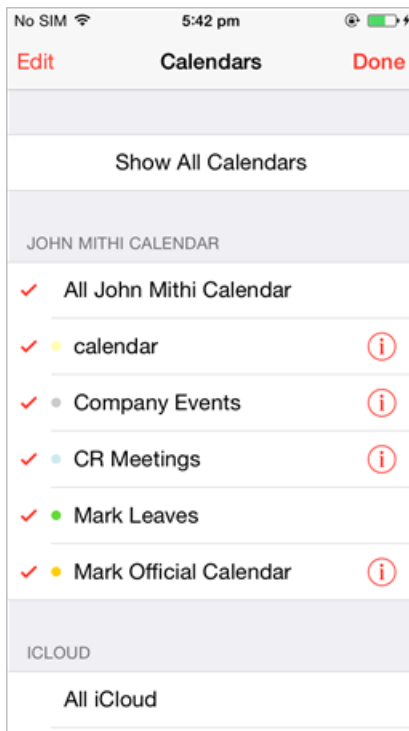 No SIM 5:42 pm
Edit Calendars Done
Show All Calendars
JOHN MITHI CALENDAR
All John Mithi Calendar
calendar
Company Events
CR Meetings
Mark Leaves
Mark Official Calendar
ICLOUD
All iCloud